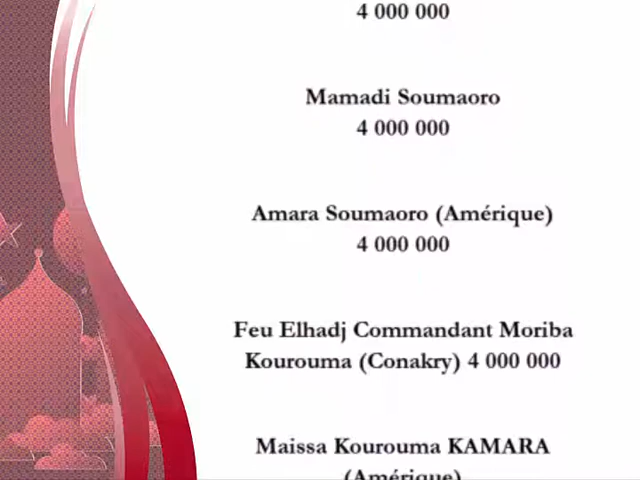 4 000 000
Mamadi Soumaoro
4 000 000
Amara Soumaoro (Amérique)
4 000 000
Feu Elhadj Commandant Moriba
Kourouma (Conakry) 4 000 000
Maissa Kourouma KAMARA
(Amérique)